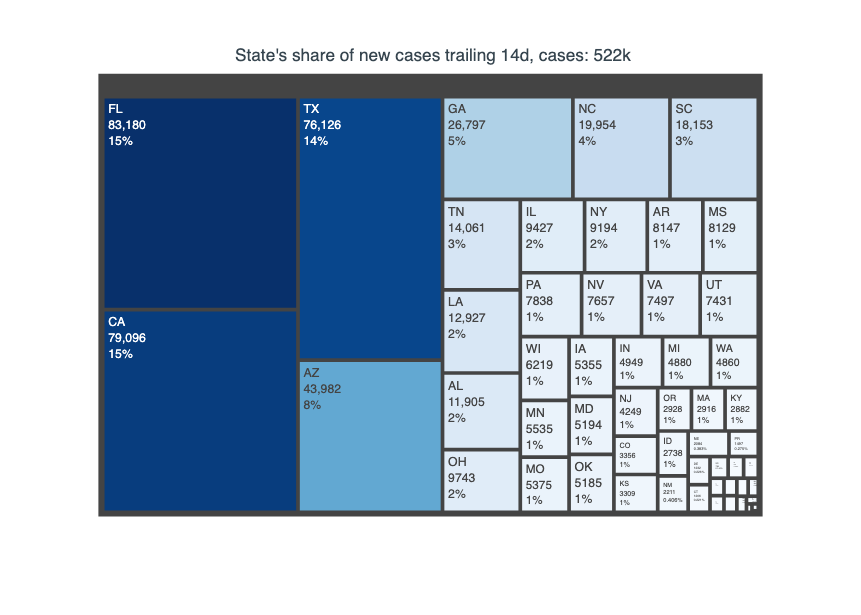 State's share of new cases trailing 14d, cases: 522k
FL
83,180
15%
CA
79,096
15%
TX
76,126
14%
AZ
43,982
8%
GA
26,797
5%
NC
19,954
4%
SC
18,153
3%
TN
14,061
3%
LA
12,927
2%
AL
11,905
2%
OH
9743
2%
IL
9427
2%
NY
9194
2%
AR
8147
1%
MS
8129
1%
PA
7838
1%
NV
7657
1%
VA
7497
1%
UT
7431
1%
WI
6219
1%
MN
5535
1%
MO
5375
1%
IA
5355
1%
MD
5194
1%
OK
5185
1%
IN
4949
1%
MI
4880
1%
WA
4860
1%
NJ
4249
1%
CO
3356
1%
KS
3309
1%
OR
2928
1%
MA
2916
1%
KY
2882
1%
ID
2738
1%
NM
2211
0.406%